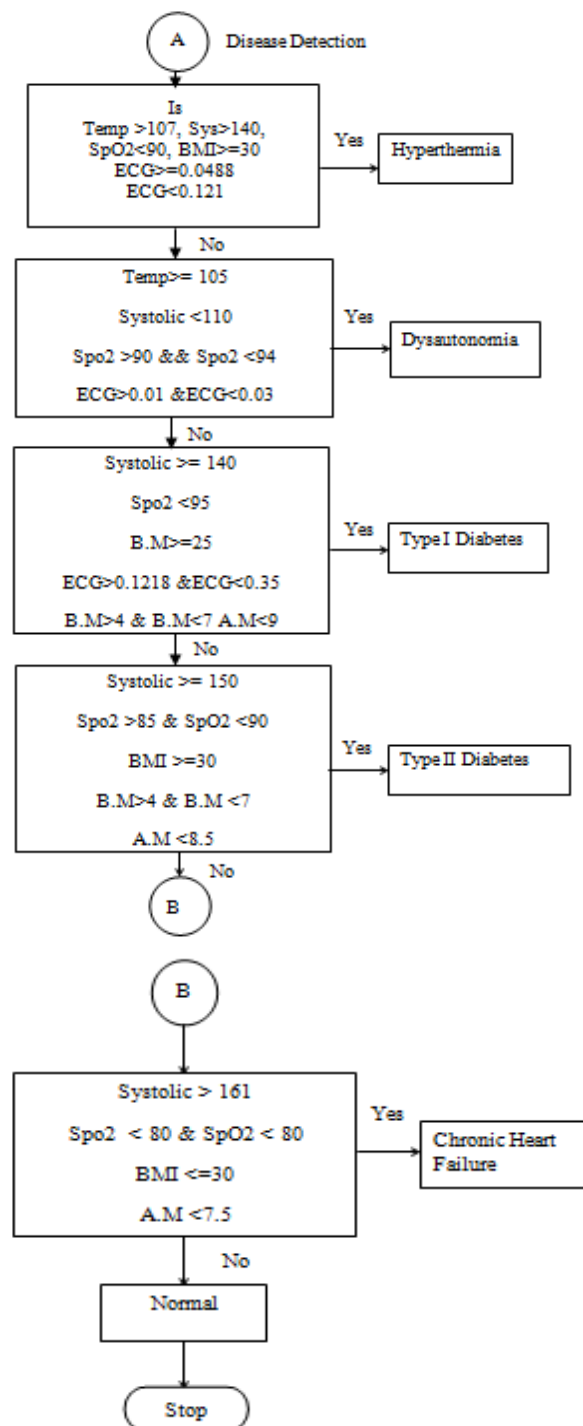 A
Disease Detection
Is
Temp >107, Sys>140,
SpO2<90, BMI>=30
ECG>=0.0488
ECG<0.121
Yes
Hyperthermia
No
Temp>= 105
Systolic <110
Spo2 >90 && Spo2 <94
ECG>0.01 &ECG<0.03
Yes
Dysautonomia
No
Systolic >= 140
Spo2 <95
B.M>=25
ECG>0.1218 &ECG<0.35
B.M>4 & B.M<7 A.M<9
Yes
Type I Diabetes
No
Systolic >= 150
Spo2 >85 & SpO2 <90
BMI >=30
B.M>4 & B.M <7
A.M <8.5
Yes
Type II Diabetes
No
B
B
Systolic > 161
Spo2 < 80 & SpO2 < 80
BMI <=30
A.M <7.5
Yes
Chronic Heart
Failure
No
Normal
Stop